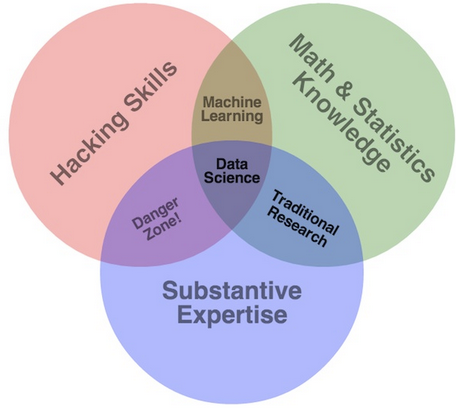 Hacking Skills
Math & Statistics
Knowledge
Machine
Learning
Data
Science
Danger
Zone!
Traditional
Research
Substantive
Expertise